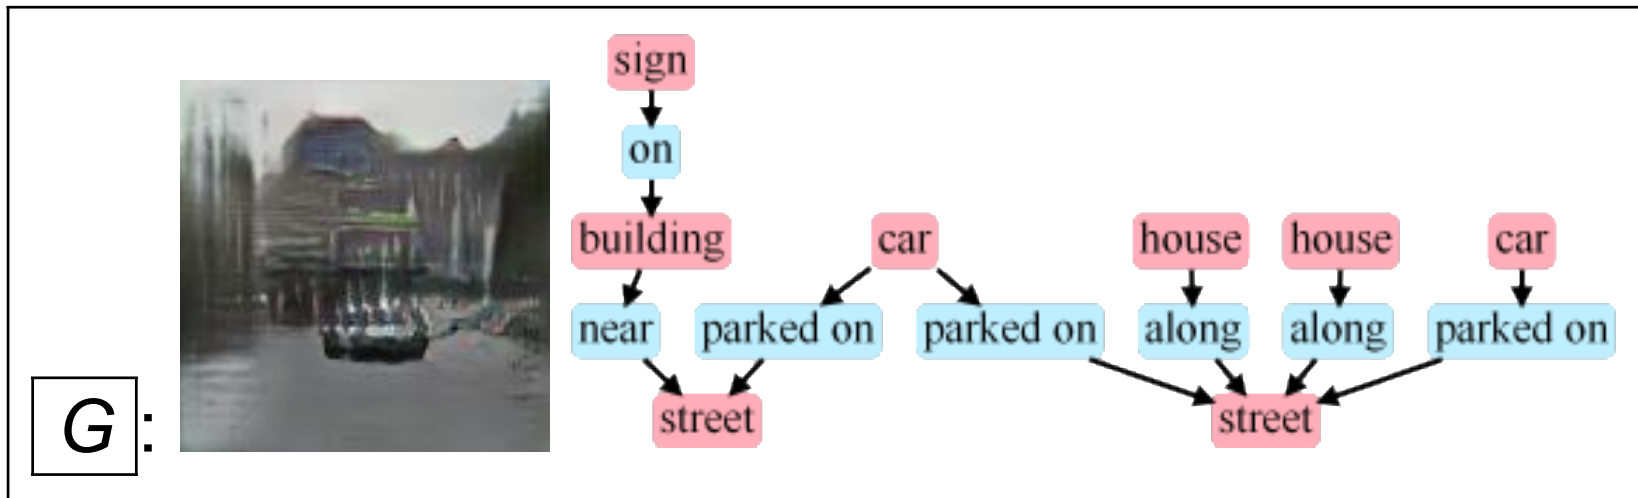 sign
on
building car house house car
near parked on parked on along along parked on
street street
G: